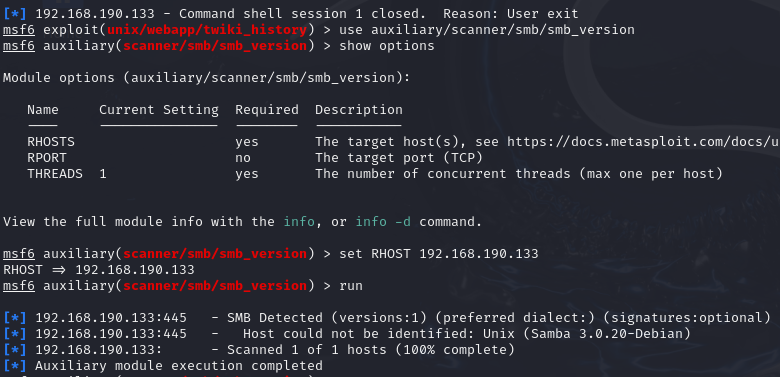 [*] 192.168.190.133 - Command shell session 1 closed.  Reason: User exit
msf6 exploit(unix/webapp/twiki_history) > use auxiliary/scanner/smb/smb_version
msf6 auxiliary(scanner/smb/smb_version) > show options
Module options (auxiliary/scanner/smb/smb_version):
Name     Current Setting  Required  Description
RHOSTS                    yes       The target host(s), see https://docs.metasploit.com/docs/u
RPORT                     no        The target port (TCP)
THREADS  1                yes       The number of concurrent threads (max one per host)
View the full module info with the info, or info -d command.
msf6 auxiliary(scanner/smb/smb_version) > set RHOST 192.168.190.133
RHOST => 192.168.190.133
msf6 auxiliary(scanner/smb/smb_version) > run
[*] 192.168.190.133:445   - SMB Detected (versions:1) (preferred dialect:) (signatures:optional)
[*] 192.168.190.133:445   -   Host could not be identified: Unix (Samba 3.0.20-Debian)
[*] 192.168.190.133:      - Scanned 1 of 1 hosts (100% complete)
[*] Auxiliary module execution completed